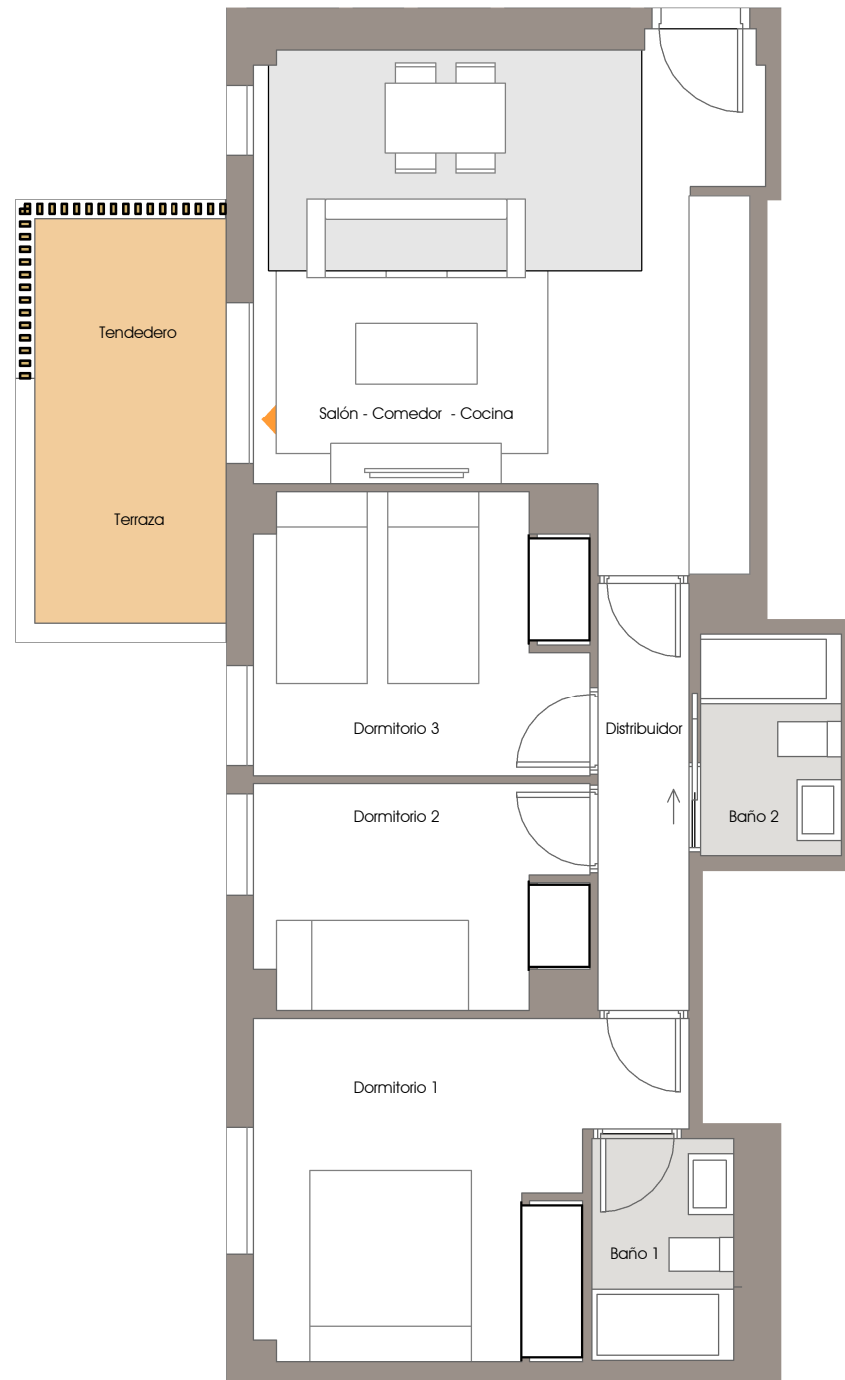 Tendedero
Salón - Comedor - Cocina
Terraza
Dormitorio 3
Distribuidor
Dormitorio 2
Baño 2
Dormitorio 1
Baño 1